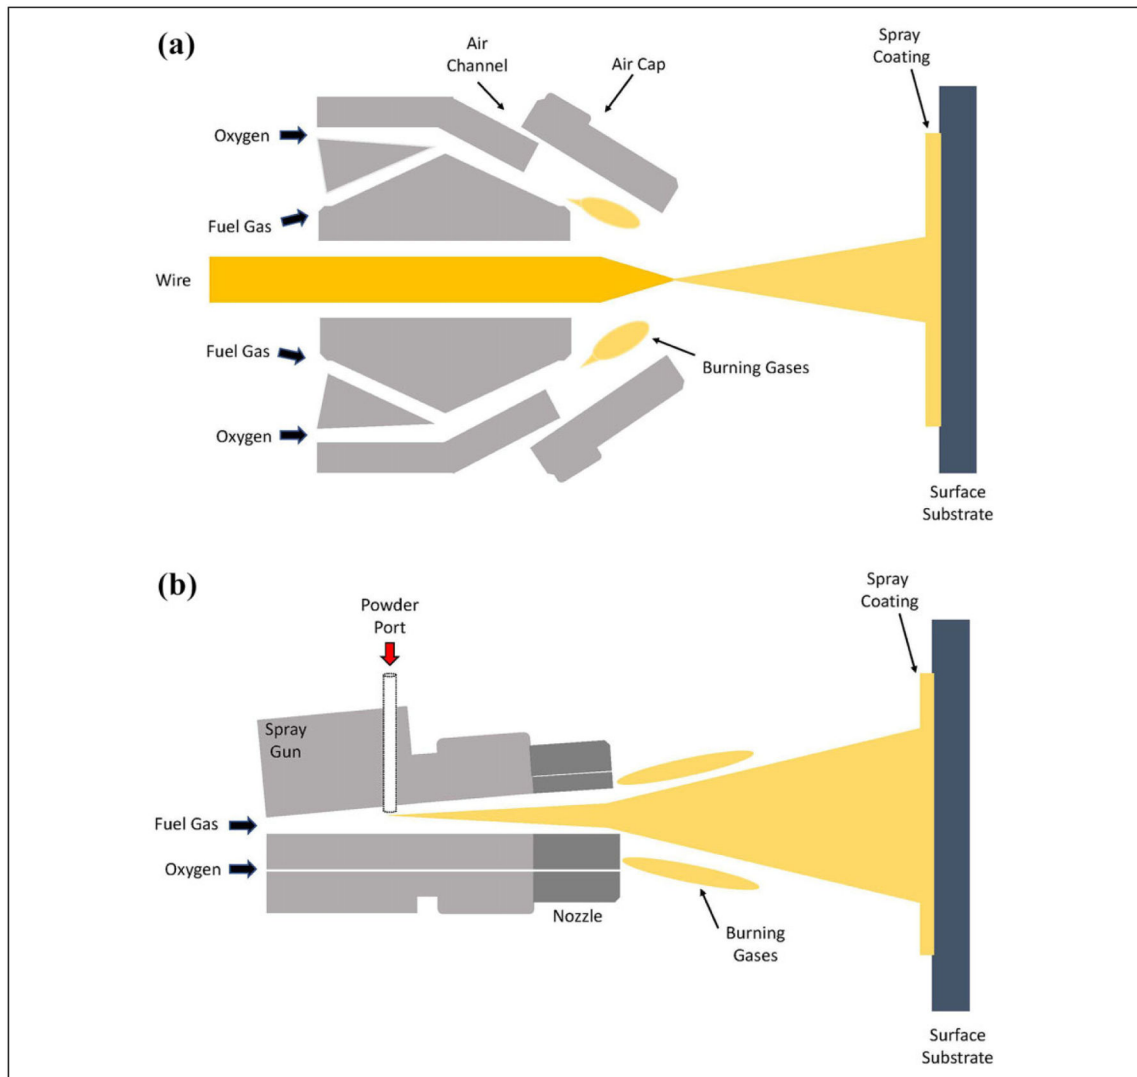 (a)
Air
Channel
Air Cap
Spray
Coating
Oxygen
Fuel Gas
Wire
Fuel Gas
Burning Gases
Oxygen
Surface
Substrate
(b)
Powder
Port
Spray
Coating
Spray
Gun
Fuel Gas
Oxygen
Nozzle
Burning
Gases
Surface
Substrate